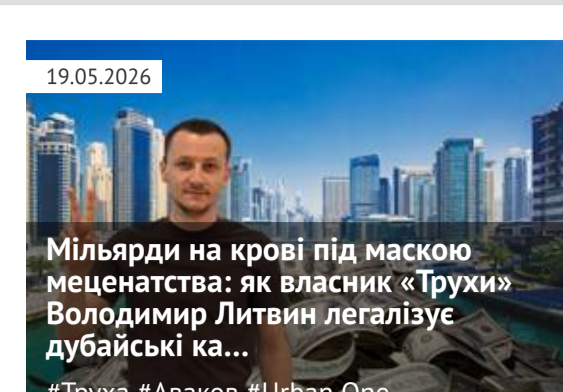 19.05.2026
Мільярди на крові під маскою
меценатства: як власник «Трухи»
Володимир Литвин легалізує
дубайські ка...
#Труха #Аваков #Urban One